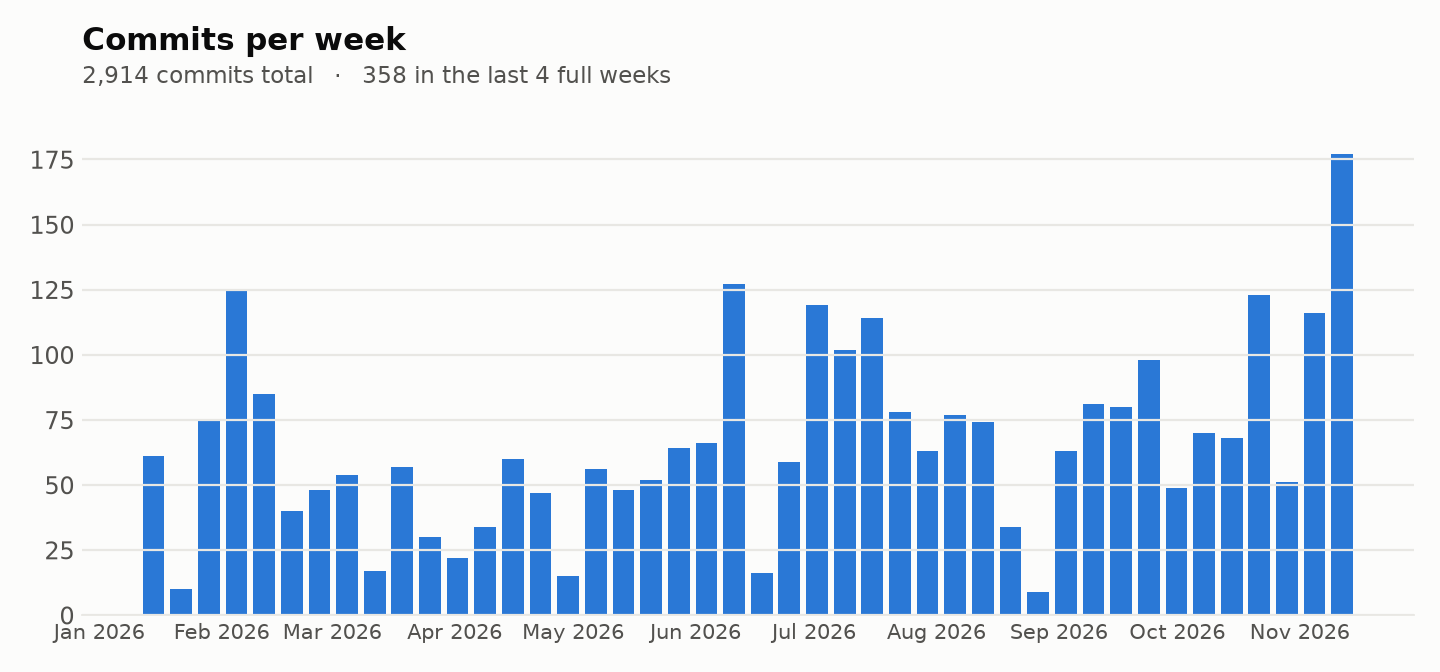 Commits per week
2,914 commits total · 358 in the last 4 full weeks
175
150
125
100
75
50
25
0
Jan 2026 Feb 2026 Mar 2026 Apr 2026 May 2026 Jun 2026 Jul 2026 Aug 2026 Sep 2026 Oct 2026 Nov 2026